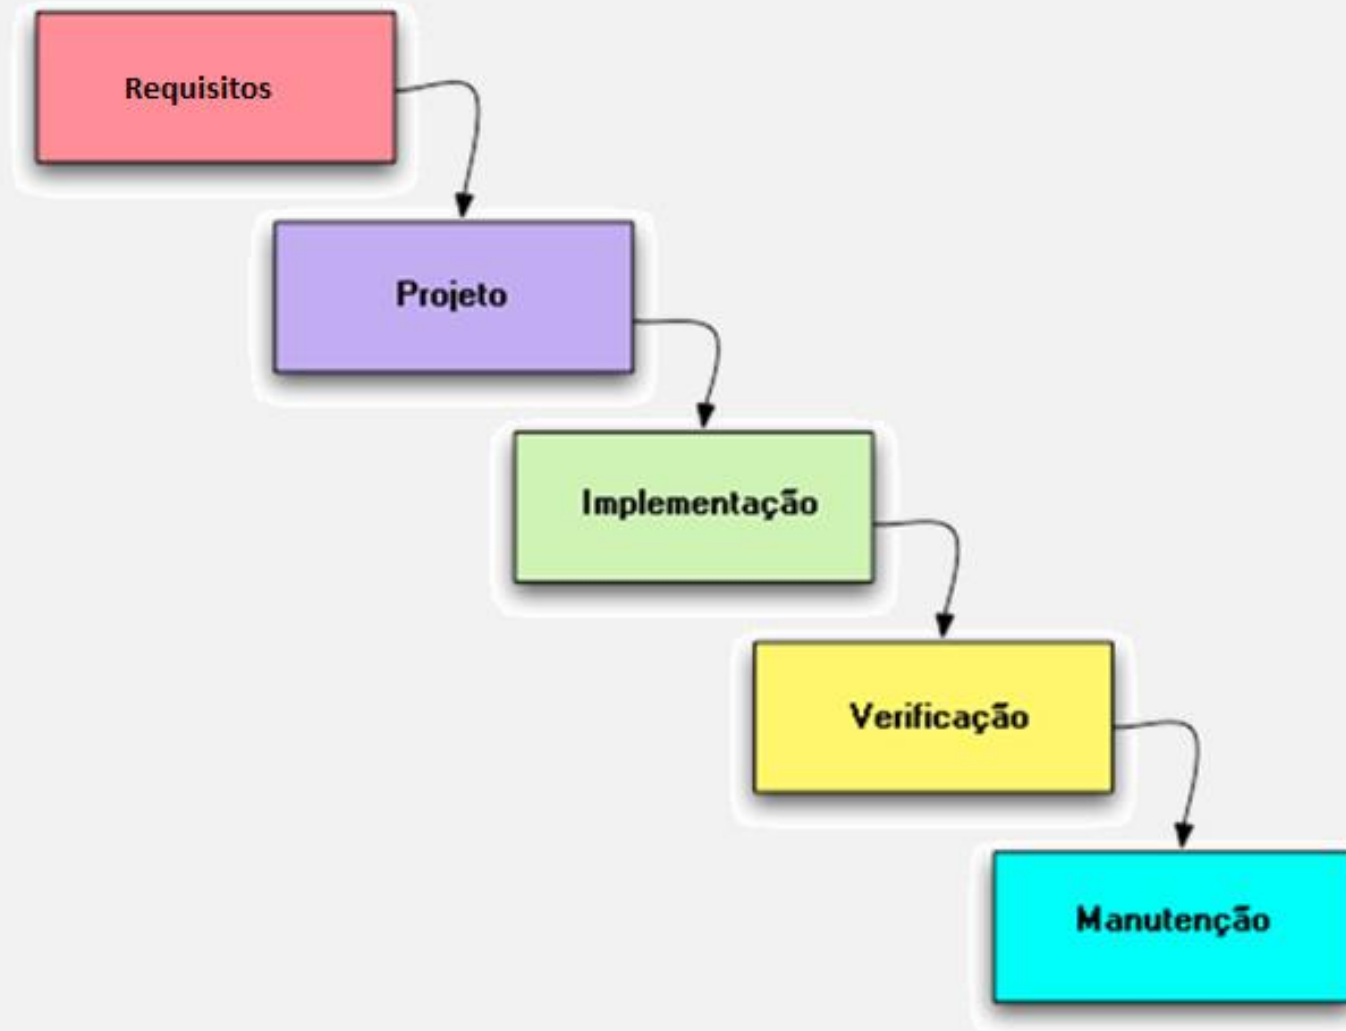 Requisitos
Projeto
Implementação
Verificação
Manutenção